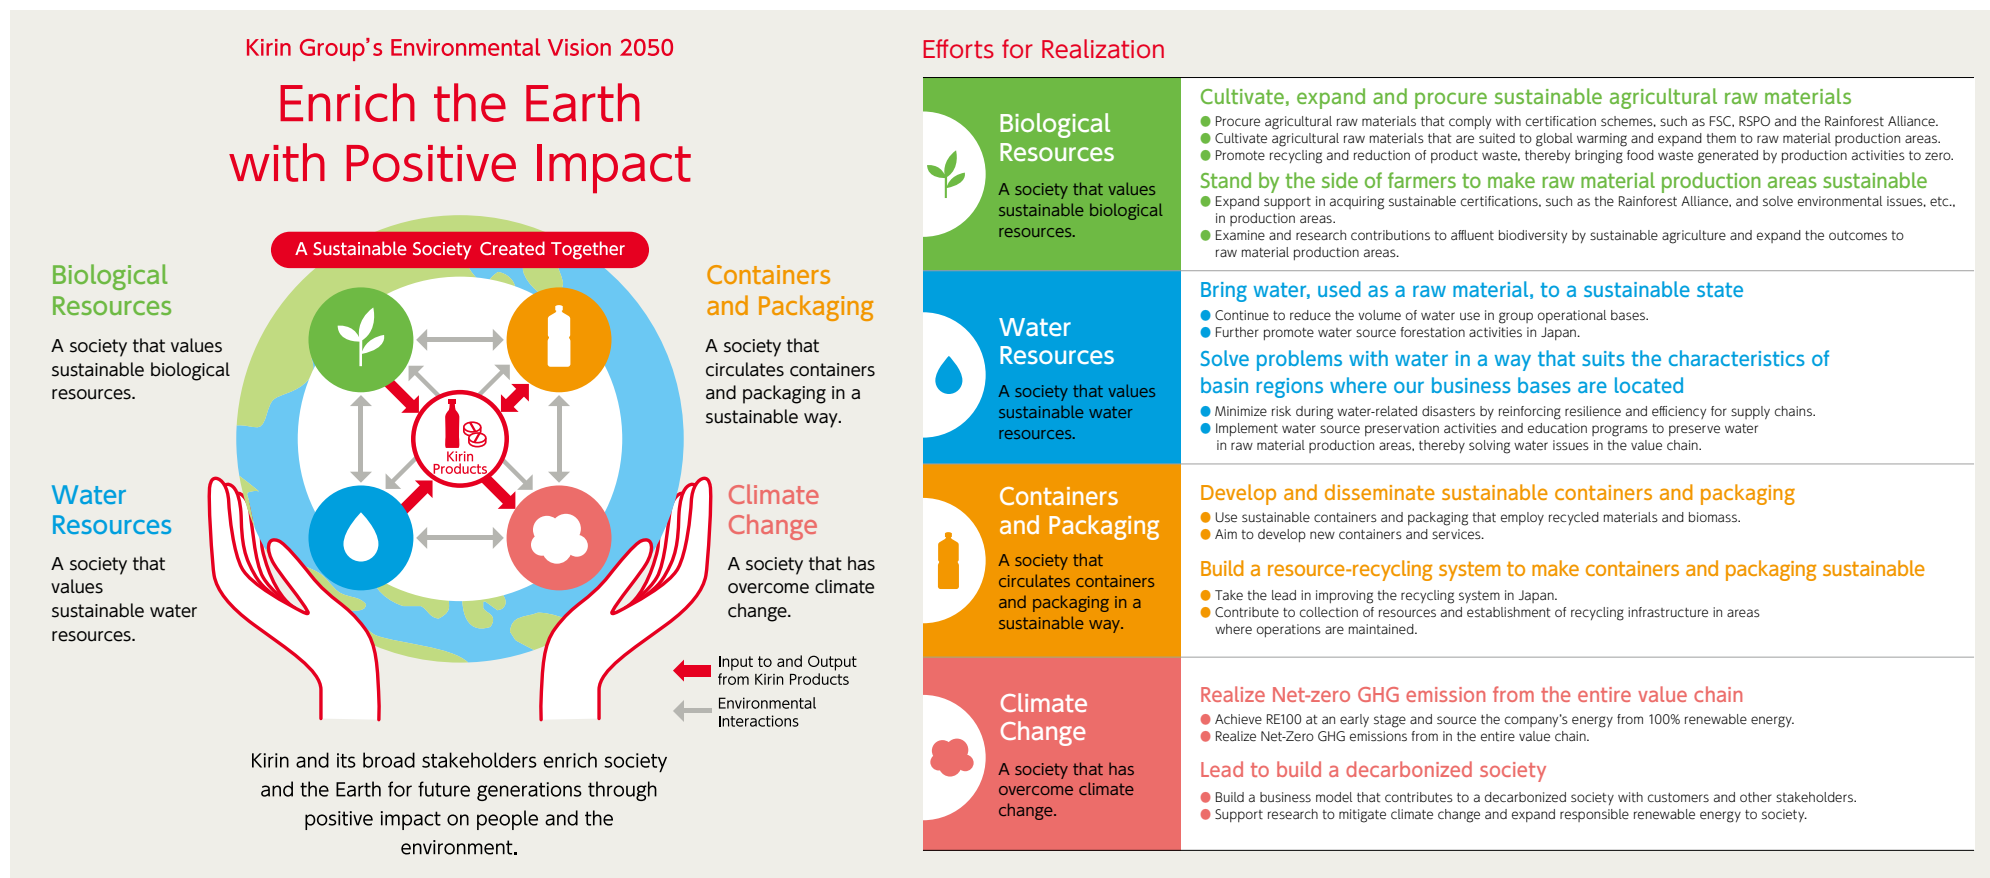 Kirin Group's Environmental Vision 2050
Enrich the Earth
with Positive Impact
A Sustainable Society Created Together
Biological
Resources
A society that values
sustainable biological
resources.
Containers
and Packaging
A society that
circulates containers
and packaging in a
sustainable way.
Kirin
Products
Water
Resources
A society that
values
sustainable water
resources.
Climate
Change
A society that has
overcome climate
change.
Input to and Output
from Kirin Products
Environmental
Interactions
Kirin and its broad stakeholders enrich society
and the Earth for future generations through
positive impact on people and the
environment.
Efforts for Realization
Biological
Resources
A society that values
sustainable biological
resources.
Cultivate, expand and procure sustainable agricultural raw materials
● Procure agricultural raw materials that comply with certification schemes, such as FSC, RSPO and the Rainforest Alliance.
● Cultivate agricultural raw materials that are suited to global warming and expand them to raw material production areas.
● Promote recycling and reduction of product waste, thereby bringing food waste generated by production activities to zero.
Stand by the side of farmers to make raw material production areas sustainable
● Expand support in acquiring sustainable certifications, such as the Rainforest Alliance, and solve environmental issues, etc.,
in production areas.
● Examine and research contributions to affluent biodiversity by sustainable agriculture and expand the outcomes to
raw material production areas.
Water
Resources
A society that values
sustainable water
resources.
Bring water, used as a raw material, to a sustainable state
● Continue to reduce the volume of water use in group operational bases.
● Further promote water source forestation activities in Japan.
Solve problems with water in a way that suits the characteristics of
basin regions where our business bases are located
● Minimize risk during water-related disasters by reinforcing resilience and efficiency for supply chains.
● Implement water source preservation activities and education programs to preserve water
in raw material production areas, thereby solving water issues in the value chain.
Containers
and Packaging
A society that
circulates containers
and packaging in a
sustainable way.
Develop and disseminate sustainable containers and packaging
● Use sustainable containers and packaging that employ recycled materials and biomass.
● Aim to develop new containers and services.
Build a resource-recycling system to make containers and packaging sustainable
● Take the lead in improving the recycling system in Japan.
● Contribute to collection of resources and establishment of recycling infrastructure in areas
where operations are maintained.
Climate
Change
A society that has
overcome climate
change.
Realize Net-zero GHG emission from the entire value chain
● Achieve RE100 at an early stage and source the company's energy from 100% renewable energy.
● Realize Net-Zero GHG emissions from in the entire value chain.
Lead to build a decarbonized society
● Build a business model that contributes to a decarbonized society with customers and other stakeholders.
● Support research to mitigate climate change and expand responsible renewable energy to society.